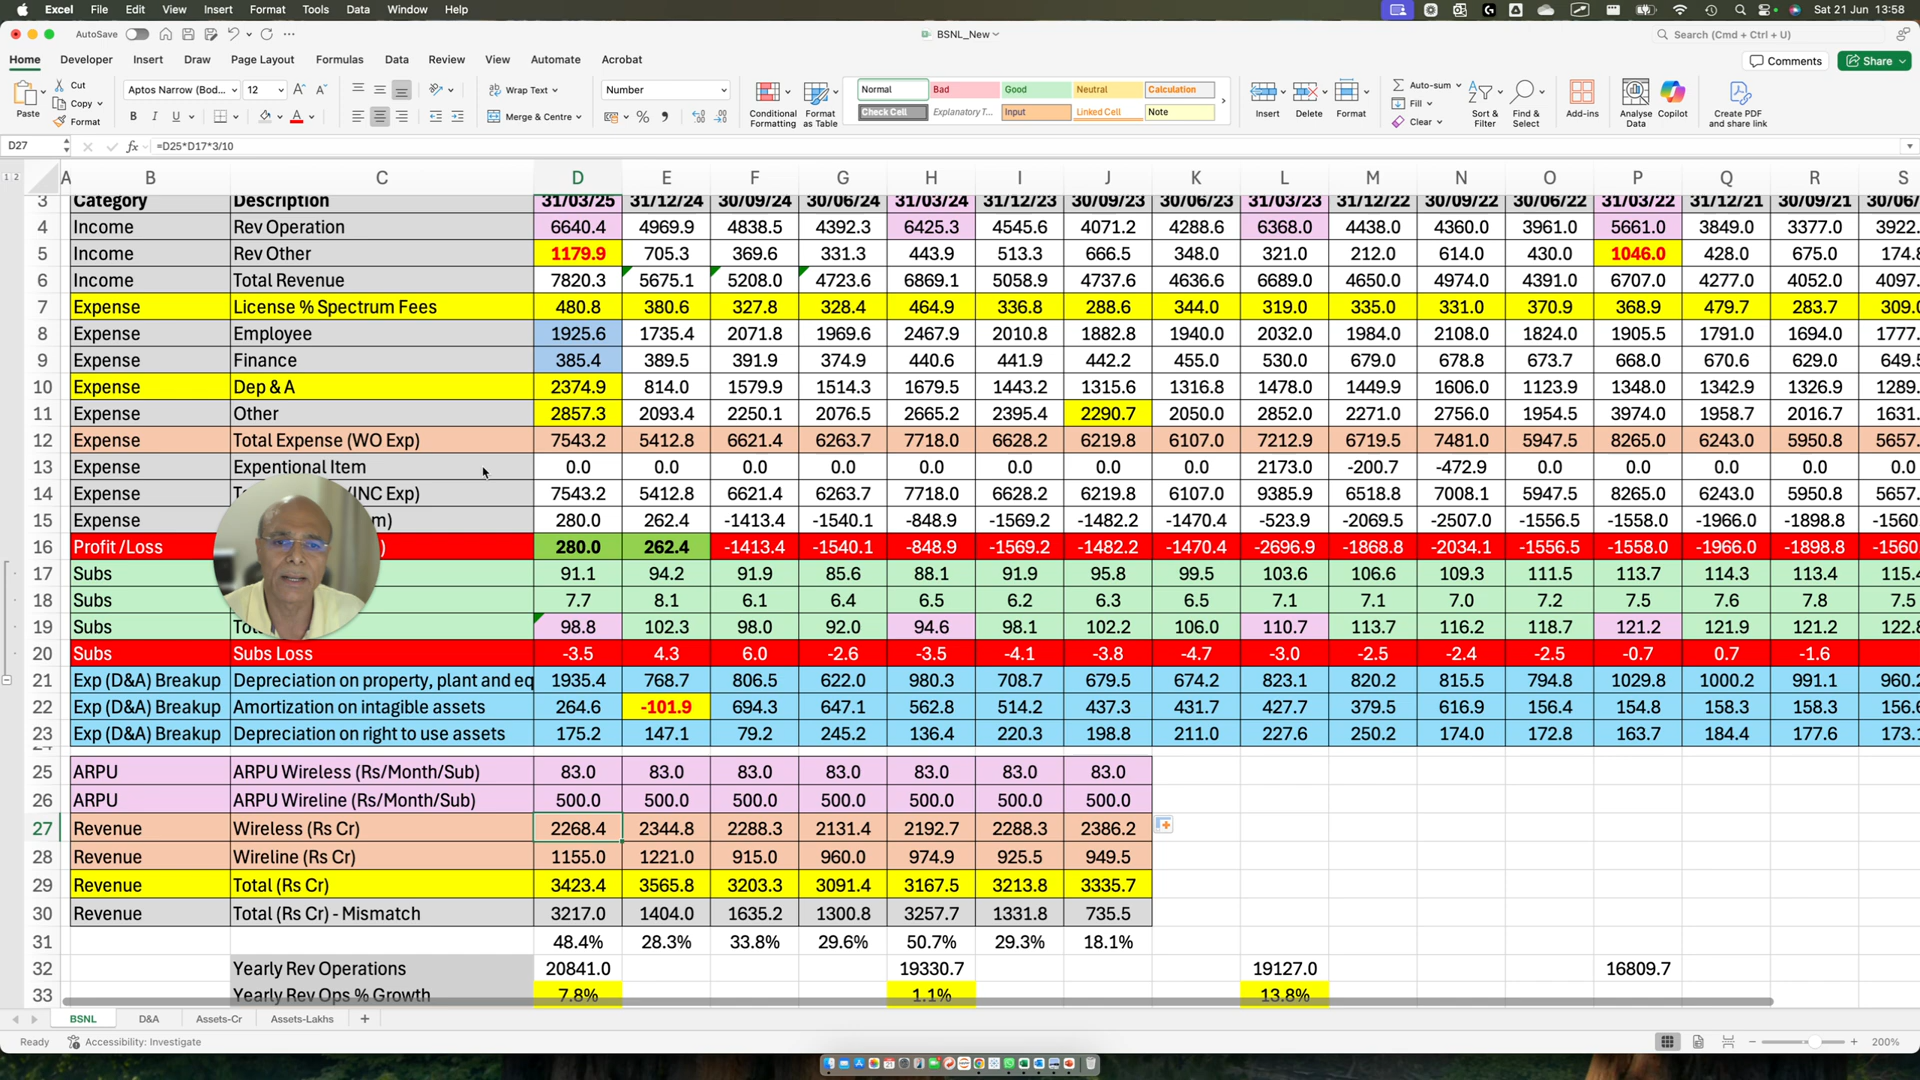 Excel File Edit View Insert Format Tools Data Window Help Sat 21 Jun 13:58
AutoSave BSNL_New Search (Cmd + Ctrl + U)
Home Developer Insert Draw Page Layout Formulas Data Review View Automate Acrobat Comments Share
Paste Cut Copy Format Aptos Narrow (Bod... 12 Wrap Text Merge & Centre Number Conditional Formatting Format as Table Normal Bad Good Neutral Calculation Check Cell Explanatory T... Input Linked Cell Note Insert Delete Format Auto-sum Fill Clear Sort & Filter Find & Select Add-ins Analyse Data Copilot Create PDF and share link
D27 fx =D25*D17*3/10
1 2 A B C D E F G H I J K L M N O P Q R S
3 Category Description 31/03/25 31/12/24 30/09/24 30/06/24 31/03/24 31/12/23 30/09/23 30/06/23 31/03/23 31/12/22 30/09/22 30/06/22 31/03/22 31/12/21 30/09/21 30/06/
4 Income Rev Operation 6640.4 4969.9 4838.5 4392.3 6425.3 4545.6 4071.2 4288.6 6368.0 4438.0 4360.0 3961.0 5661.0 3849.0 3377.0 3922.
5 Income Rev Other 1179.9 705.3 369.6 331.3 443.9 513.3 666.5 348.0 321.0 212.0 614.0 430.0 1046.0 428.0 675.0 174.8
6 Income Total Revenue 7820.3 5675.1 5208.0 4723.6 6869.1 5058.9 4737.6 4636.6 6689.0 4650.0 4974.0 4391.0 6707.0 4277.0 4052.0 4097.
7 Expense License % Spectrum Fees 480.8 380.6 327.8 328.4 464.9 336.8 288.6 344.0 319.0 335.0 331.0 370.9 368.9 479.7 283.7 309.0
8 Expense Employee 1925.6 1735.4 2071.8 1969.6 2467.9 2010.8 1882.8 1940.0 2032.0 1984.0 2108.0 1824.0 1905.5 1791.0 1694.0 1777.
9 Expense Finance 385.4 389.5 391.9 374.9 440.6 441.9 442.2 455.0 530.0 679.0 678.8 673.7 668.0 670.6 629.0 649.5
10 Expense Dep & A 2374.9 814.0 1579.9 1514.3 1679.5 1443.2 1315.6 1316.8 1478.0 1449.9 1606.0 1123.9 1348.0 1342.9 1326.9 1289.
11 Expense Other 2857.3 2093.4 2250.1 2076.5 2665.2 2395.4 2290.7 2050.0 2852.0 2271.0 2756.0 1954.5 3974.0 1958.7 2016.7 1631.
12 Expense Total Expense (WO Exp) 7543.2 5412.8 6621.4 6263.7 7718.0 6628.2 6219.8 6107.0 7212.9 6719.5 7481.0 5947.5 8265.0 6243.0 5950.8 5657.
13 Expense Expentional Item 0.0 0.0 0.0 0.0 0.0 0.0 0.0 0.0 2173.0 -200.7 -472.9 0.0 0.0 0.0 0.0 0.0
14 Expense (INC Exp) 7543.2 5412.8 6621.4 6263.7 7718.0 6628.2 6219.8 6107.0 9385.9 6518.8 7008.1 5947.5 8265.0 6243.0 5950.8 5657.
15 Expense m) 280.0 262.4 -1413.4 -1540.1 -848.9 -1569.2 -1482.2 -1470.4 -523.9 -2069.5 -2507.0 -1556.5 -1558.0 -1966.0 -1898.8 -1560
16 Profit /Loss ) 280.0 262.4 -1413.4 -1540.1 -848.9 -1569.2 -1482.2 -1470.4 -2696.9 -1868.8 -2034.1 -1556.5 -1558.0 -1966.0 -1898.8 -1560
17 Subs 91.1 94.2 91.9 85.6 88.1 91.9 95.8 99.5 103.6 106.6 109.3 111.5 113.7 114.3 113.4 115.4
18 Subs 7.7 8.1 6.1 6.4 6.5 6.2 6.3 6.5 7.1 7.1 7.0 7.2 7.5 7.6 7.8 7.5
19 Subs 98.8 102.3 98.0 92.0 94.6 98.1 102.2 106.0 110.7 113.7 116.2 118.7 121.2 121.9 121.2 122.8
20 Subs Subs Loss -3.5 4.3 6.0 -2.6 -3.5 -4.1 -3.8 -4.7 -3.0 -2.5 -2.4 -2.5 -0.7 0.7 -1.6
21 Exp (D&A) Breakup Depreciation on property, plant and eq 1935.4 768.7 806.5 622.0 980.3 708.7 679.5 674.2 823.1 820.2 815.5 794.8 1029.8 1000.2 991.1 960.2
22 Exp (D&A) Breakup Amortization on intagible assets 264.6 -101.9 694.3 647.1 562.8 514.2 437.3 431.7 427.7 379.5 616.9 156.4 154.8 158.3 158.3 156.6
23 Exp (D&A) Breakup Depreciation on right to use assets 175.2 147.1 79.2 245.2 136.4 220.3 198.8 211.0 227.6 250.2 174.0 172.8 163.7 184.4 177.6 173.1
25 ARPU ARPU Wireless (Rs/Month/Sub) 83.0 83.0 83.0 83.0 83.0 83.0 83.0
26 ARPU ARPU Wireline (Rs/Month/Sub) 500.0 500.0 500.0 500.0 500.0 500.0 500.0
27 Revenue Wireless (Rs Cr) 2268.4 2344.8 2288.3 2131.4 2192.7 2288.3 2386.2
28 Revenue Wireline (Rs Cr) 1155.0 1221.0 915.0 960.0 974.9 925.5 949.5
29 Revenue Total (Rs Cr) 3423.4 3565.8 3203.3 3091.4 3167.5 3213.8 3335.7
30 Revenue Total (Rs Cr) - Mismatch 3217.0 1404.0 1635.2 1300.8 3257.7 1331.8 735.5
31 48.4% 28.3% 33.8% 29.6% 50.7% 29.3% 18.1%
32 Yearly Rev Operations 20841.0 19330.7 19127.0 16809.7
33 Yearly Rev Ops % Growth 7.8% 1.1% 13.8%
BSNL D&A Assets-Cr Assets-Lakhs
Ready Accessibility: Investigate 200%